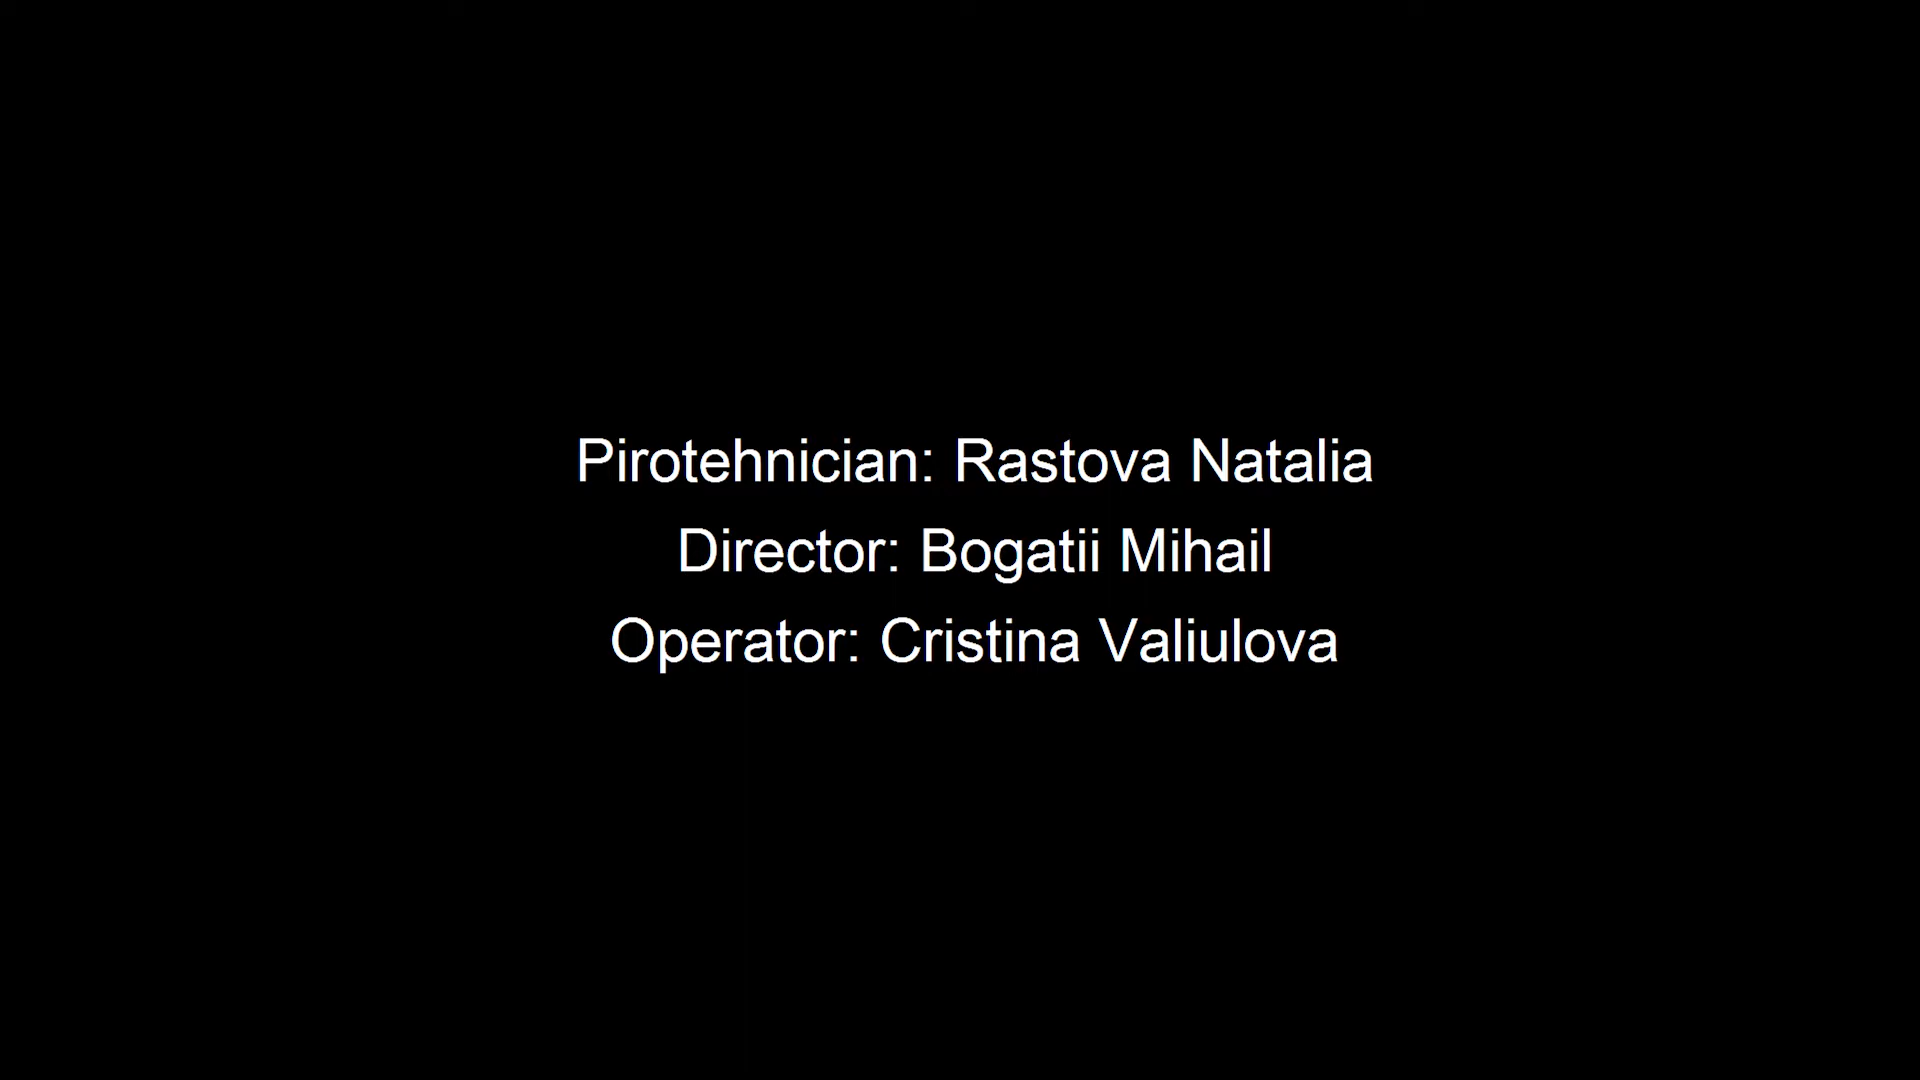 Pirotehnician: Rastova Natalia
Director: Bogatii Mihail
Operator: Cristina Valiulova